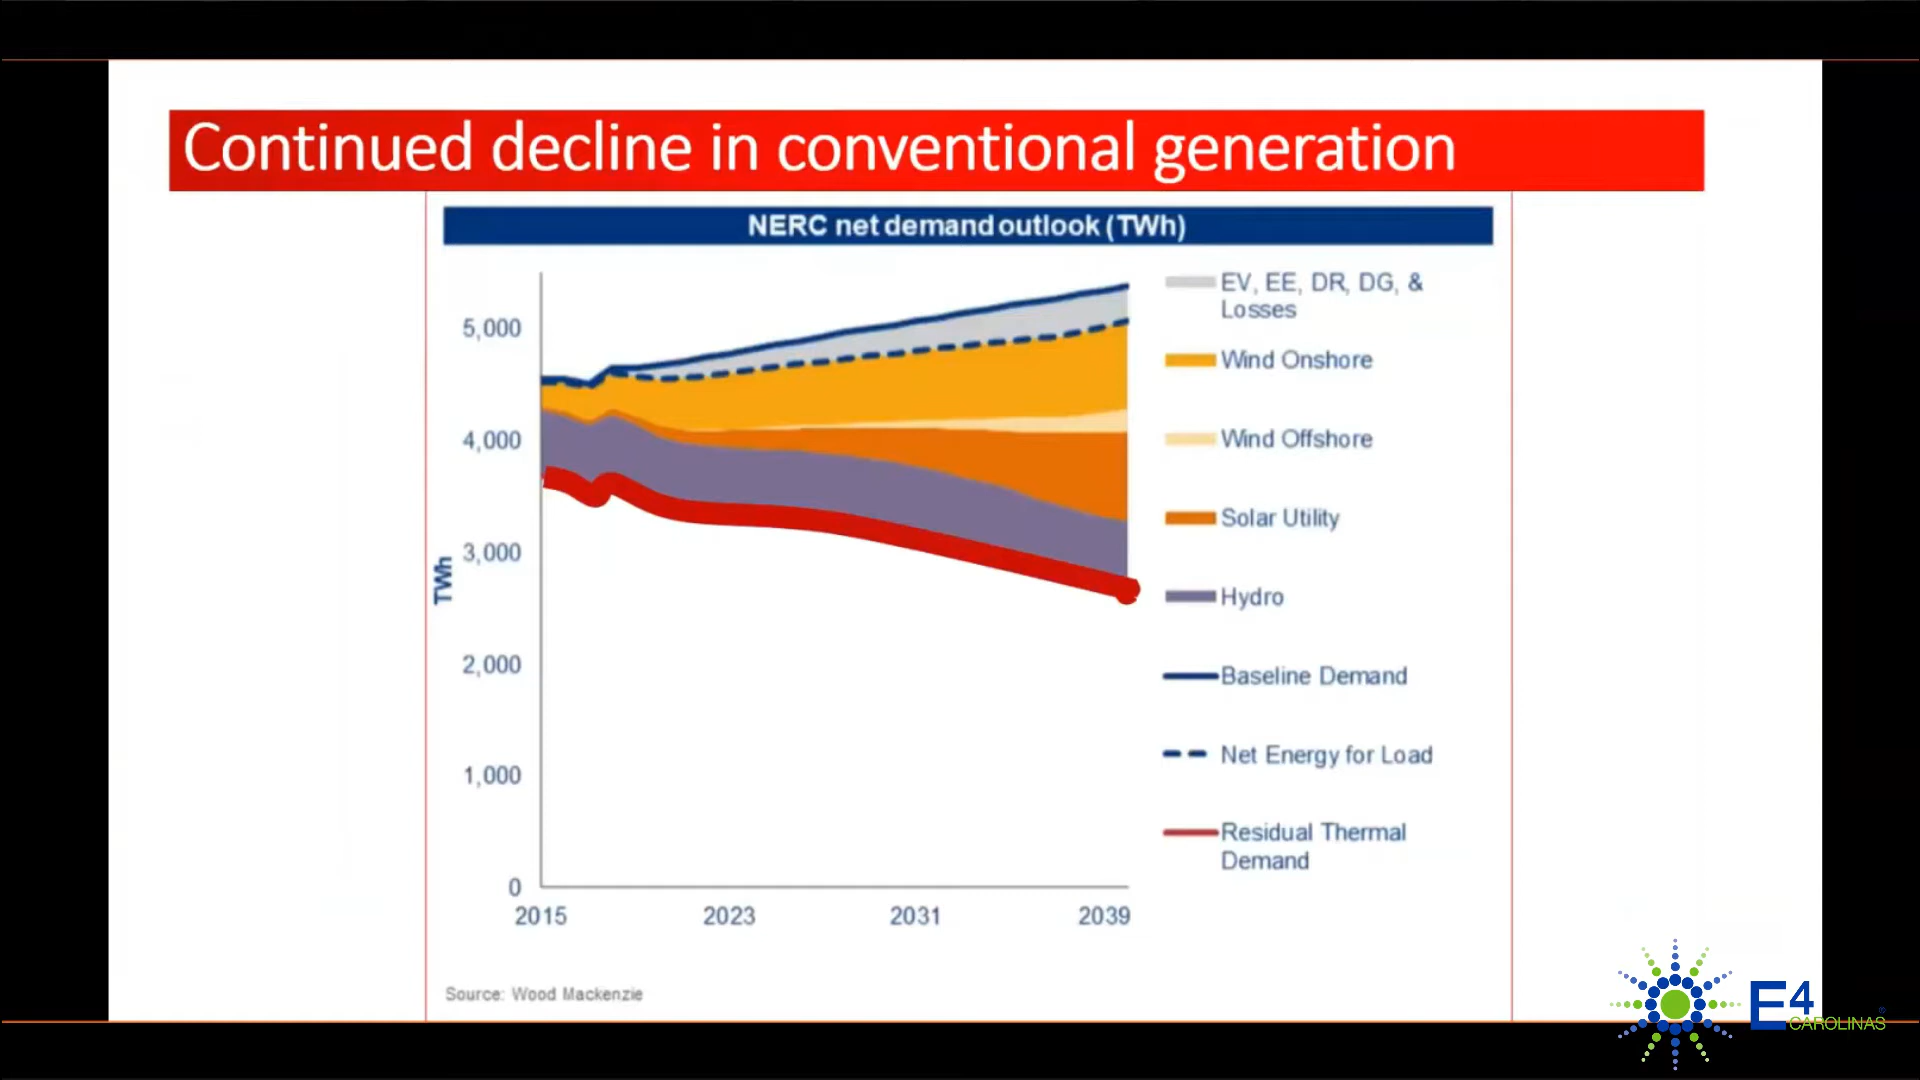 Continued decline in conventional generation
NERC net demand outlook (TWh)
EV, EE, DR, DG, &
Losses
Wind Onshore
Wind Offshore
Solar Utility
Hydro
Baseline Demand
Net Energy for Load
Residual Thermal
Demand
TWh
5,000
4,000
3,000
2,000
1,000
0
2015
2023
2031
2039
Source: Wood Mackenzie
E4
CAROLINAS
®